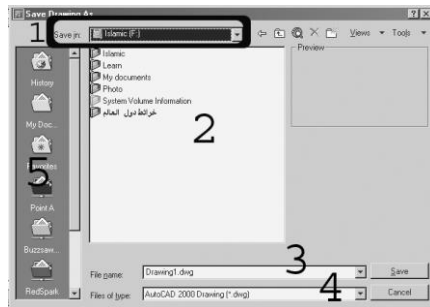 Save Drawing As
1
Save in:
Islamic (F:)
Views
Tools
History
My Doc...
Favorites
Point A
Buzzsaw...
RedSpark
5
Islamic
Learn
My documents
Photo
System Volume Information
خرائط دول العالم
2
Preview
3
File name:
Drawing1.dwg
Save
4
Files of type:
AutoCAD 2000 Drawing (*.dwg)
Cancel